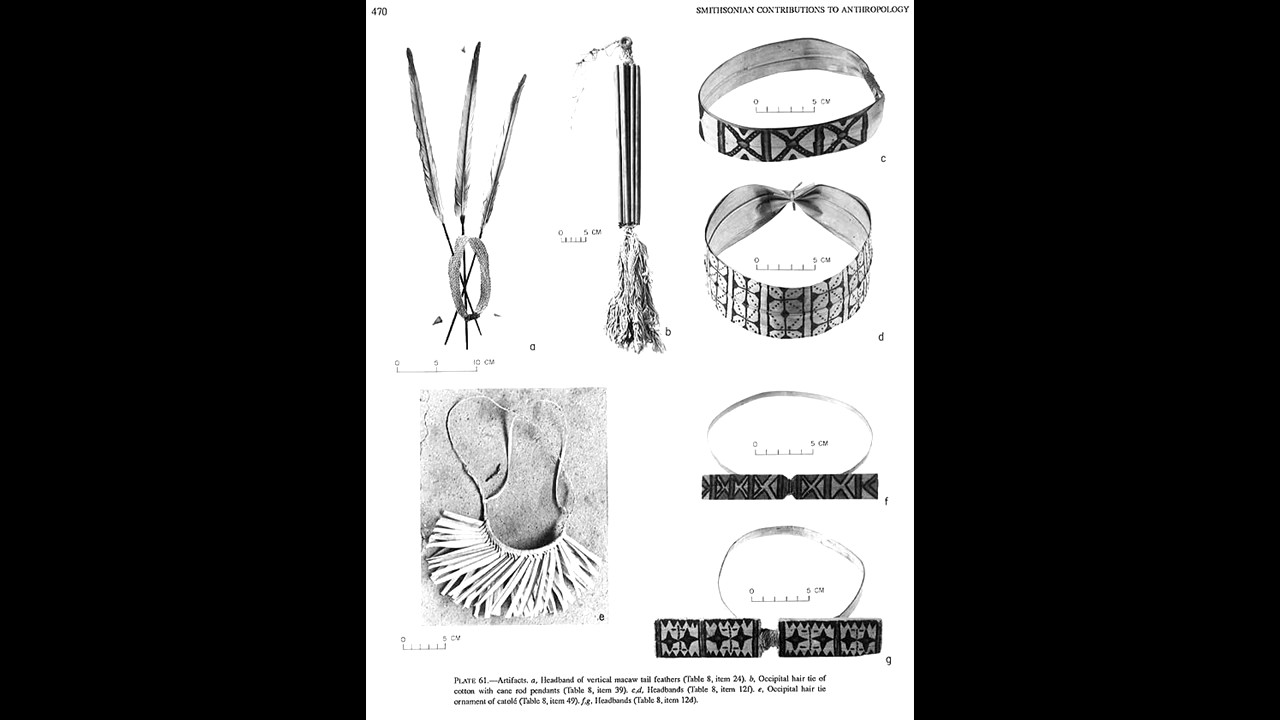 470
SMITHSONIAN CONTRIBUTIONS TO ANTHROPOLOGY
0 5 CM
c
0 5 CM
b
0 5 CM
d
a
0 5 10 CM
0 5 CM
f
e
0 5 CM
0 5 CM
g
PLATE 61.—Artifacts. a, Headband of vertical macaw tail feathers (Table 8, item 24). b, Occipital hair tie of
cotton with cane rod pendants (Table 8, item 39). c,d, Headbands (Table 8, item 12f). e, Occipital hair tie
ornament of catolé (Table 8, item 49). f,g, Headbands (Table 8, item 12d).